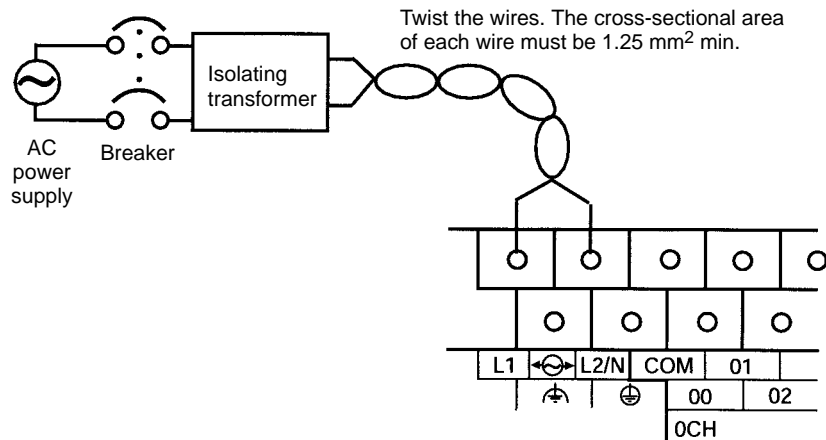 Twist the wires. The cross-sectional area
of each wire must be 1.25 mm² min.
Isolating
transformer
AC
power
supply
Breaker
L1 L2/N COM 01
00 02
0CH